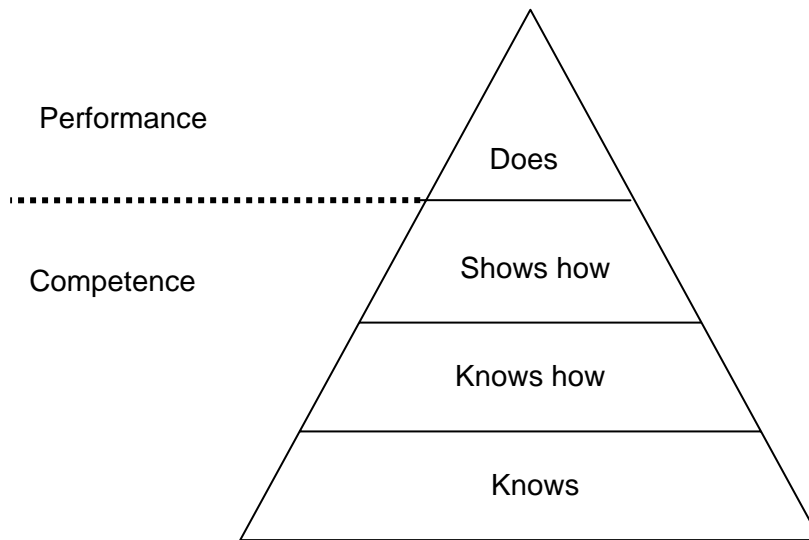 Performance
Does
Competence
Shows how
Knows how
Knows